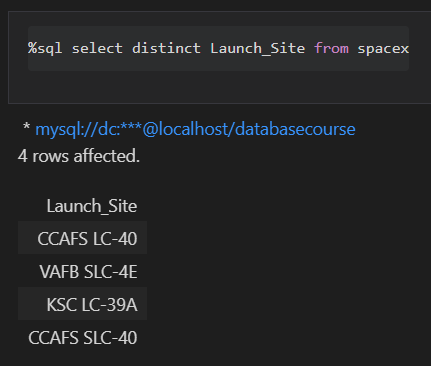 %sql select distinct Launch_Site from spacex
* mysql://dc:***@localhost/databasecourse
4 rows affected.
Launch_Site
CCAFS LC-40
VAFB SLC-4E
KSC LC-39A
CCAFS SLC-40